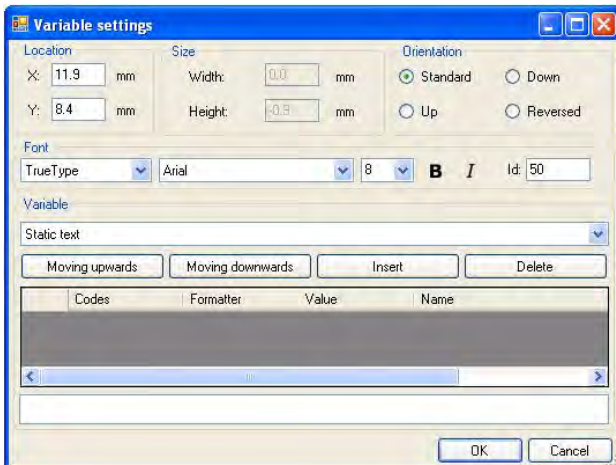 Variable settings
Location
Size
Orientation
X: 11.9 mm
Width: 0.0 mm
Standard
Down
Y: 8.4 mm
Height: -0.9 mm
Up
Reversed
Font
TrueType
Arial
8
B
I
Id: 50
Variable
Static text
Moving upwards
Moving downwards
Insert
Delete
Codes
Formatter
Value
Name
OK
Cancel